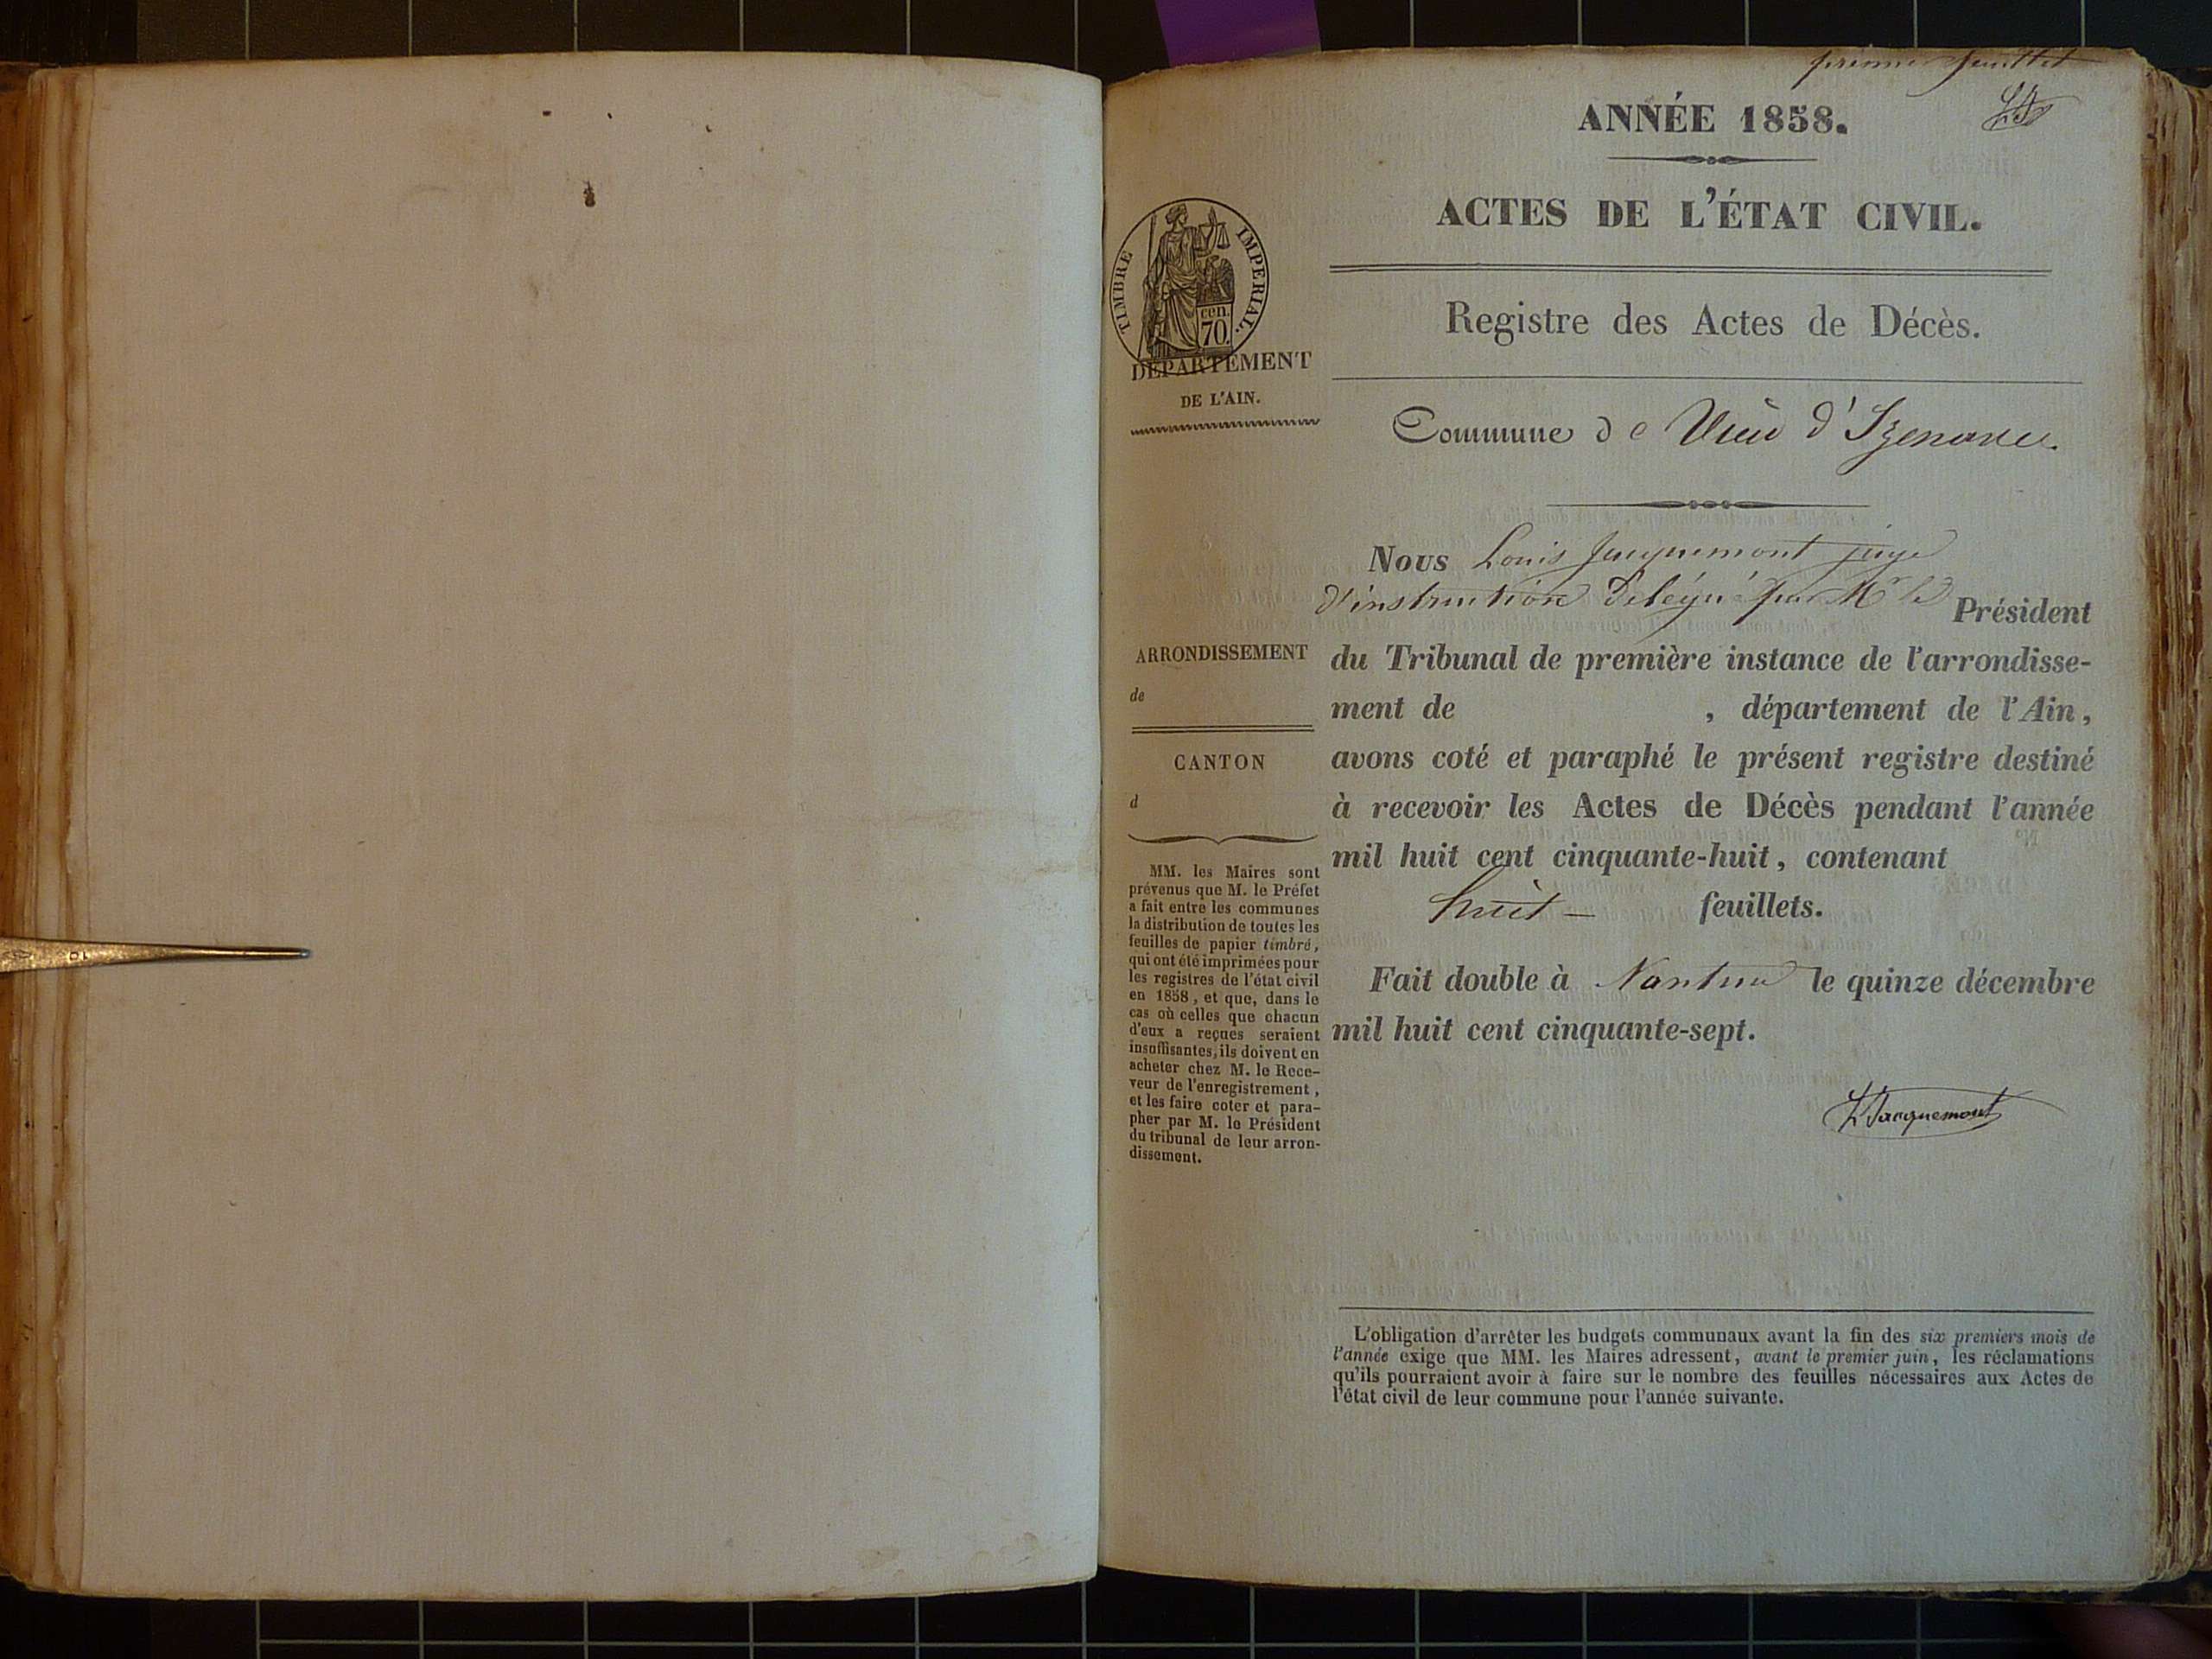 premier feuillet
LJ
ANNÉE 1858.
ACTES DE L'ÉTAT CIVIL.
TIMBRE IMPERIAL.
cen.
70.
DÉPARTEMENT
DE L'AIN.
Registre des Actes de Décès.
Commune de Vieu d'Izenave.
Nous Louis Jacquemont juge
d'instruction délégué par Mr le Président
du Tribunal de première instance de l'arrondisse-
ment de , département de l'Ain,
avons coté et paraphé le présent registre destiné
à recevoir les Actes de Décès pendant l'année
mil huit cent cinquante-huit, contenant
huit — feuillets.
Fait double à Nantua le quinze décembre
mil huit cent cinquante-sept.
LJacquemont
ARRONDISSEMENT
de
CANTON
d
MM. les Maires sont
prévenus que M. le Préfet
a fait entre les communes
la distribution de toutes les
feuilles de papier timbré,
qui ont été imprimées pour
les registres de l'état civil
en 1858, et que, dans le
cas où celles que chacun
d'eux a reçues seraient
insuffisantes, ils doivent en
acheter chez M. le Rece-
veur de l'enregistrement,
et les faire coter et para-
pher par M. le Président
du tribunal de leur arron-
dissement.
L'obligation d'arrêter les budgets communaux avant la fin des six premiers mois de
l'année exige que MM. les Maires adressent, avant le premier juin, les réclamations
qu'ils pourraient avoir à faire sur le nombre des feuilles nécessaires aux Actes de
l'état civil de leur commune pour l'année suivante.